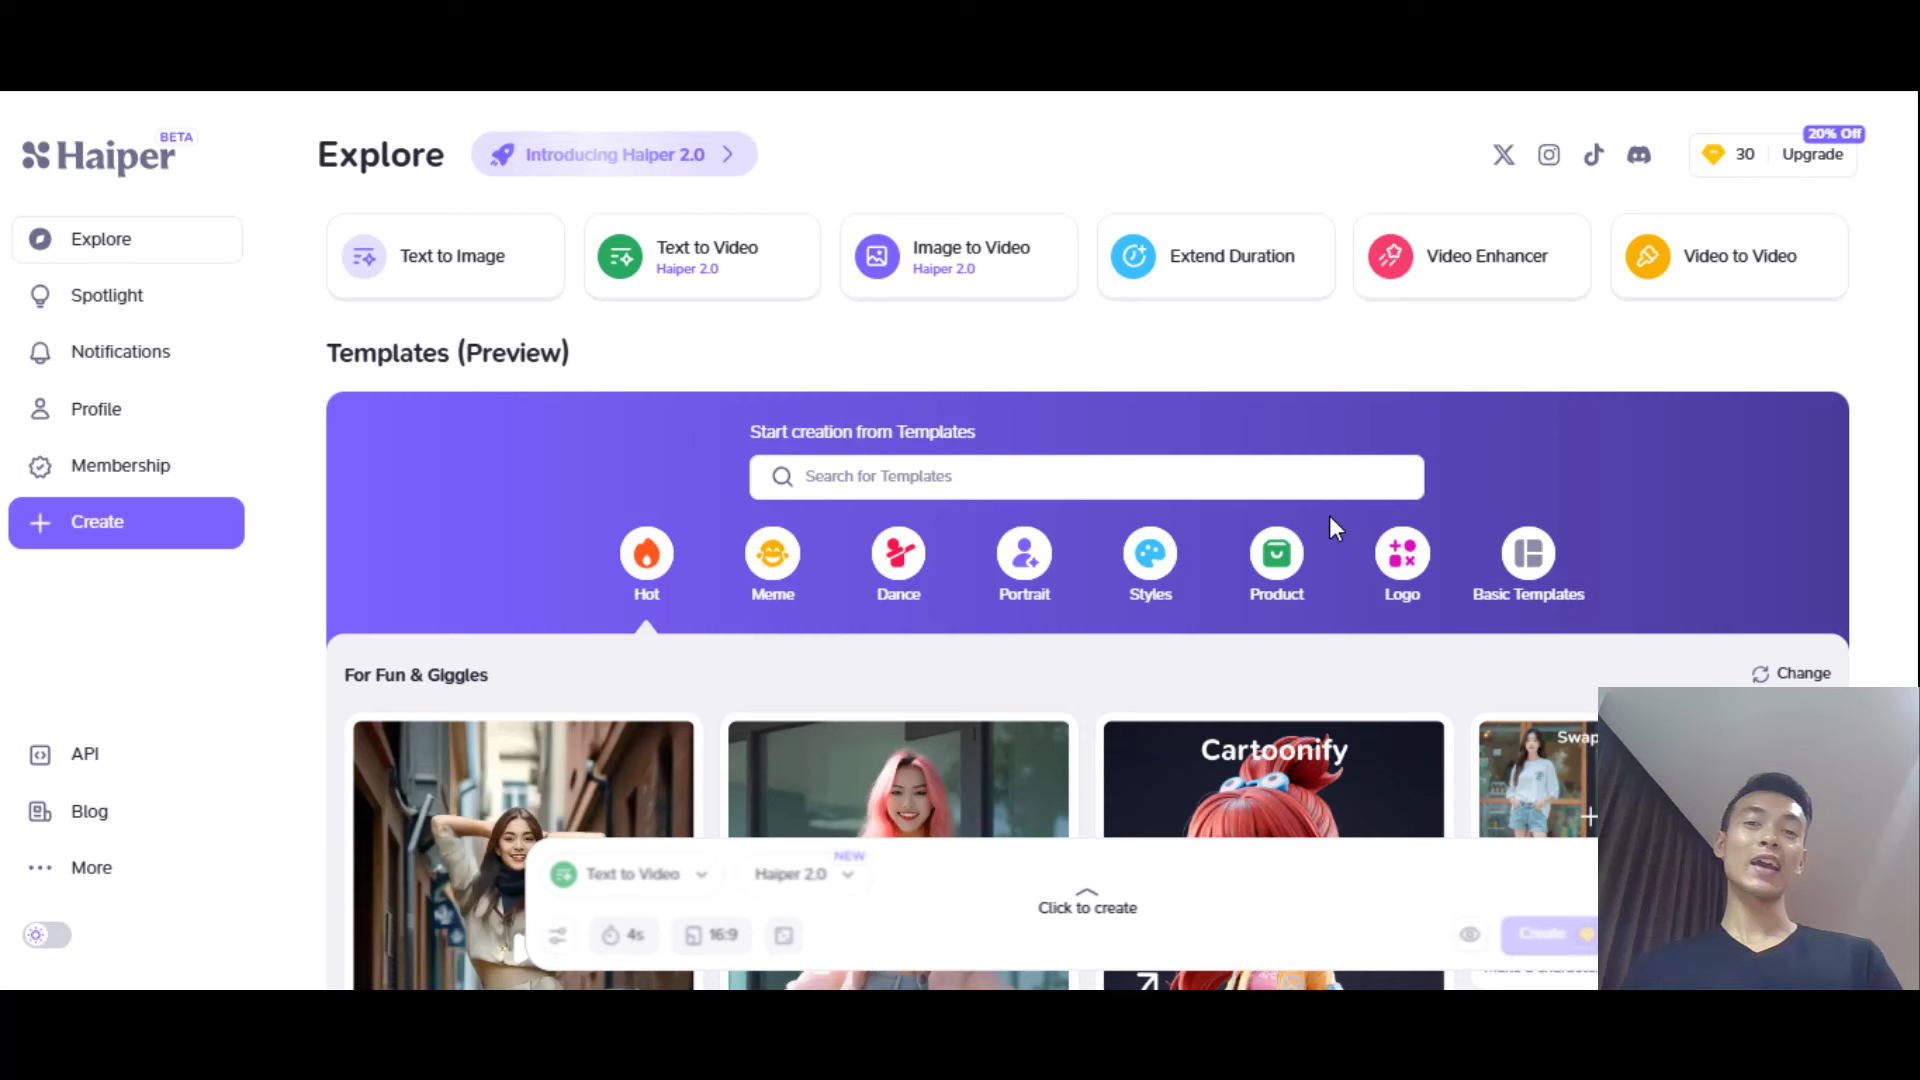 Haiper BETA
Explore
Introducing Haiper 2.0
30
20% Off
Upgrade
Explore
Spotlight
Notifications
Profile
Membership
Create
API
Blog
More
Text to Image
Text to Video
Haiper 2.0
Image to Video
Haiper 2.0
Extend Duration
Video Enhancer
Video to Video
Templates (Preview)
Start creation from Templates
Search for Templates
Hot
Meme
Dance
Portrait
Styles
Product
Logo
Basic Templates
For Fun & Giggles
Change
Cartoonify
Swap
Text to Video
Haiper 2.0
NEW
Click to create
4s
16:9
Create